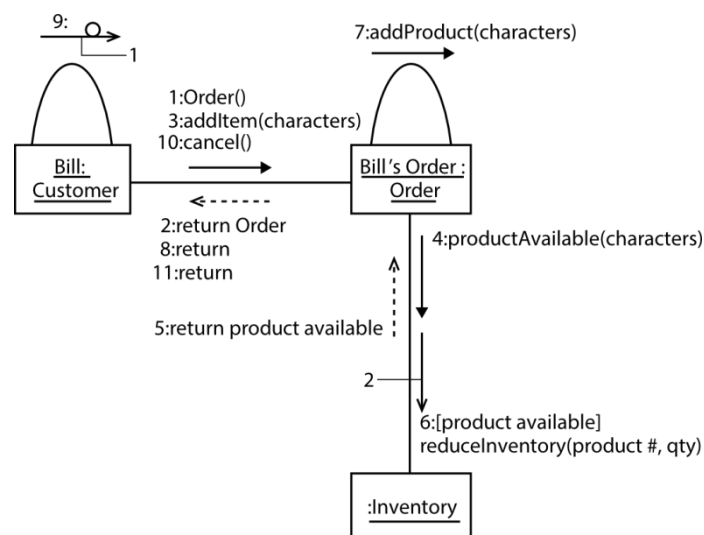 9:
1
7:addProduct(characters)
1:Order()
3:addItem(characters)
10:cancel()
Bill:
Customer
Bill's Order :
Order
2:return Order
8:return
11:return
4:productAvailable(characters)
5:return product available
2
6:[product available]
reduceInventory(product #, qty)
:Inventory